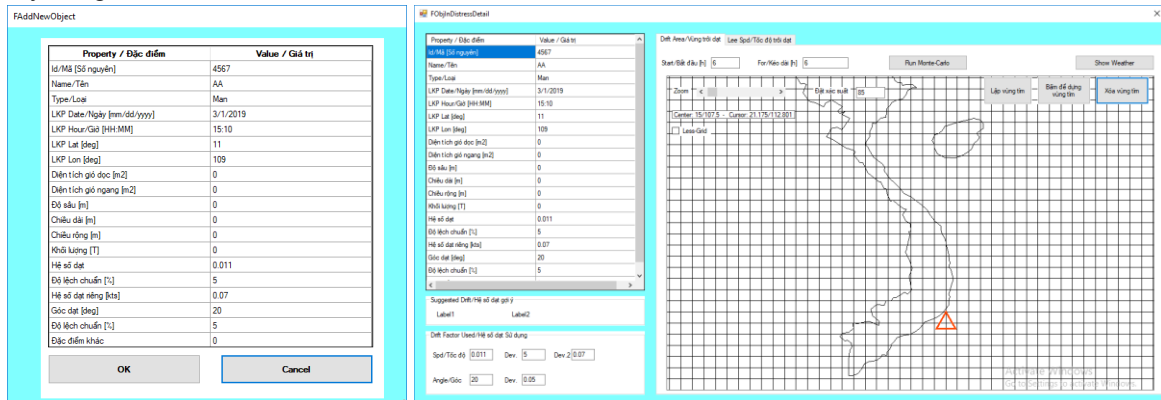 FAddNewObject
Property / Đặc điểm Value / Giá trị
Id/Mã [Số nguyên] 4567
Name/Tên AA
Type/Loại Man
LKP Date/Ngày [mm/dd/yyyy] 3/1/2019
LKP Hour/Giờ [HH:MM] 15:10
LKP Lat [deg] 11
LKP Lon [deg] 109
Diện tích gió dọc [m2] 0
Diện tích gió ngang [m2] 0
Độ sâu [m] 0
Chiều dài [m] 0
Chiều rộng [m] 0
Khối lượng [T] 0
Hệ số dạt 0.011
Độ lệch chuẩn [%] 5
Hệ số dạt riêng [kts] 0.07
Góc dạt [deg] 20
Độ lệch chuẩn [%] 5
Đặc điểm khác 0
OK Cancel
FObjInDistressDetail
Property / Đặc điểm Value / Giá trị
Id/Mã [Số nguyên] 4567
Name/Tên AA
Type/Loại Man
LKP Date/Ngày [mm/dd/yyyy] 3/1/2019
LKP Hour/Giờ [HH:MM] 15:10
LKP Lat [deg] 11
LKP Lon [deg] 109
Diện tích gió dọc [m2] 0
Diện tích gió ngang [m2] 0
Độ sâu [m] 0
Chiều dài [m] 0
Chiều rộng [m] 0
Khối lượng [T] 0
Hệ số dạt 0.011
Độ lệch chuẩn [%] 5
Hệ số dạt riêng [kts] 0.07
Góc dạt [deg] 20
Độ lệch chuẩn [%] 5
Suggested Drift/Hệ số dạt gợi ý
Label1 Label2
Drift Factor Used/Hệ số dạt Sử dụng
Spd/Tốc độ 0.011 Dev. 5 Dev.2 0.07
Angle/Góc 20 Dev. 0.05
Drift Area/Vùng trôi dạt Lee Spd/Tốc độ trôi dạt
Start/Bắt đầu [h] 6 For/Kéo dài [h] 6 Run Monte-Carlo Show Weather
Zoom Đặt xác suất 85 Lập vùng tìm Bấm để dựng vùng tìm Xóa vùng tìm
Center: 15/107.5 - Cursor: 21.175/112.801
Less-Grid
Activate Windows
Go to Settings to activate Windows.